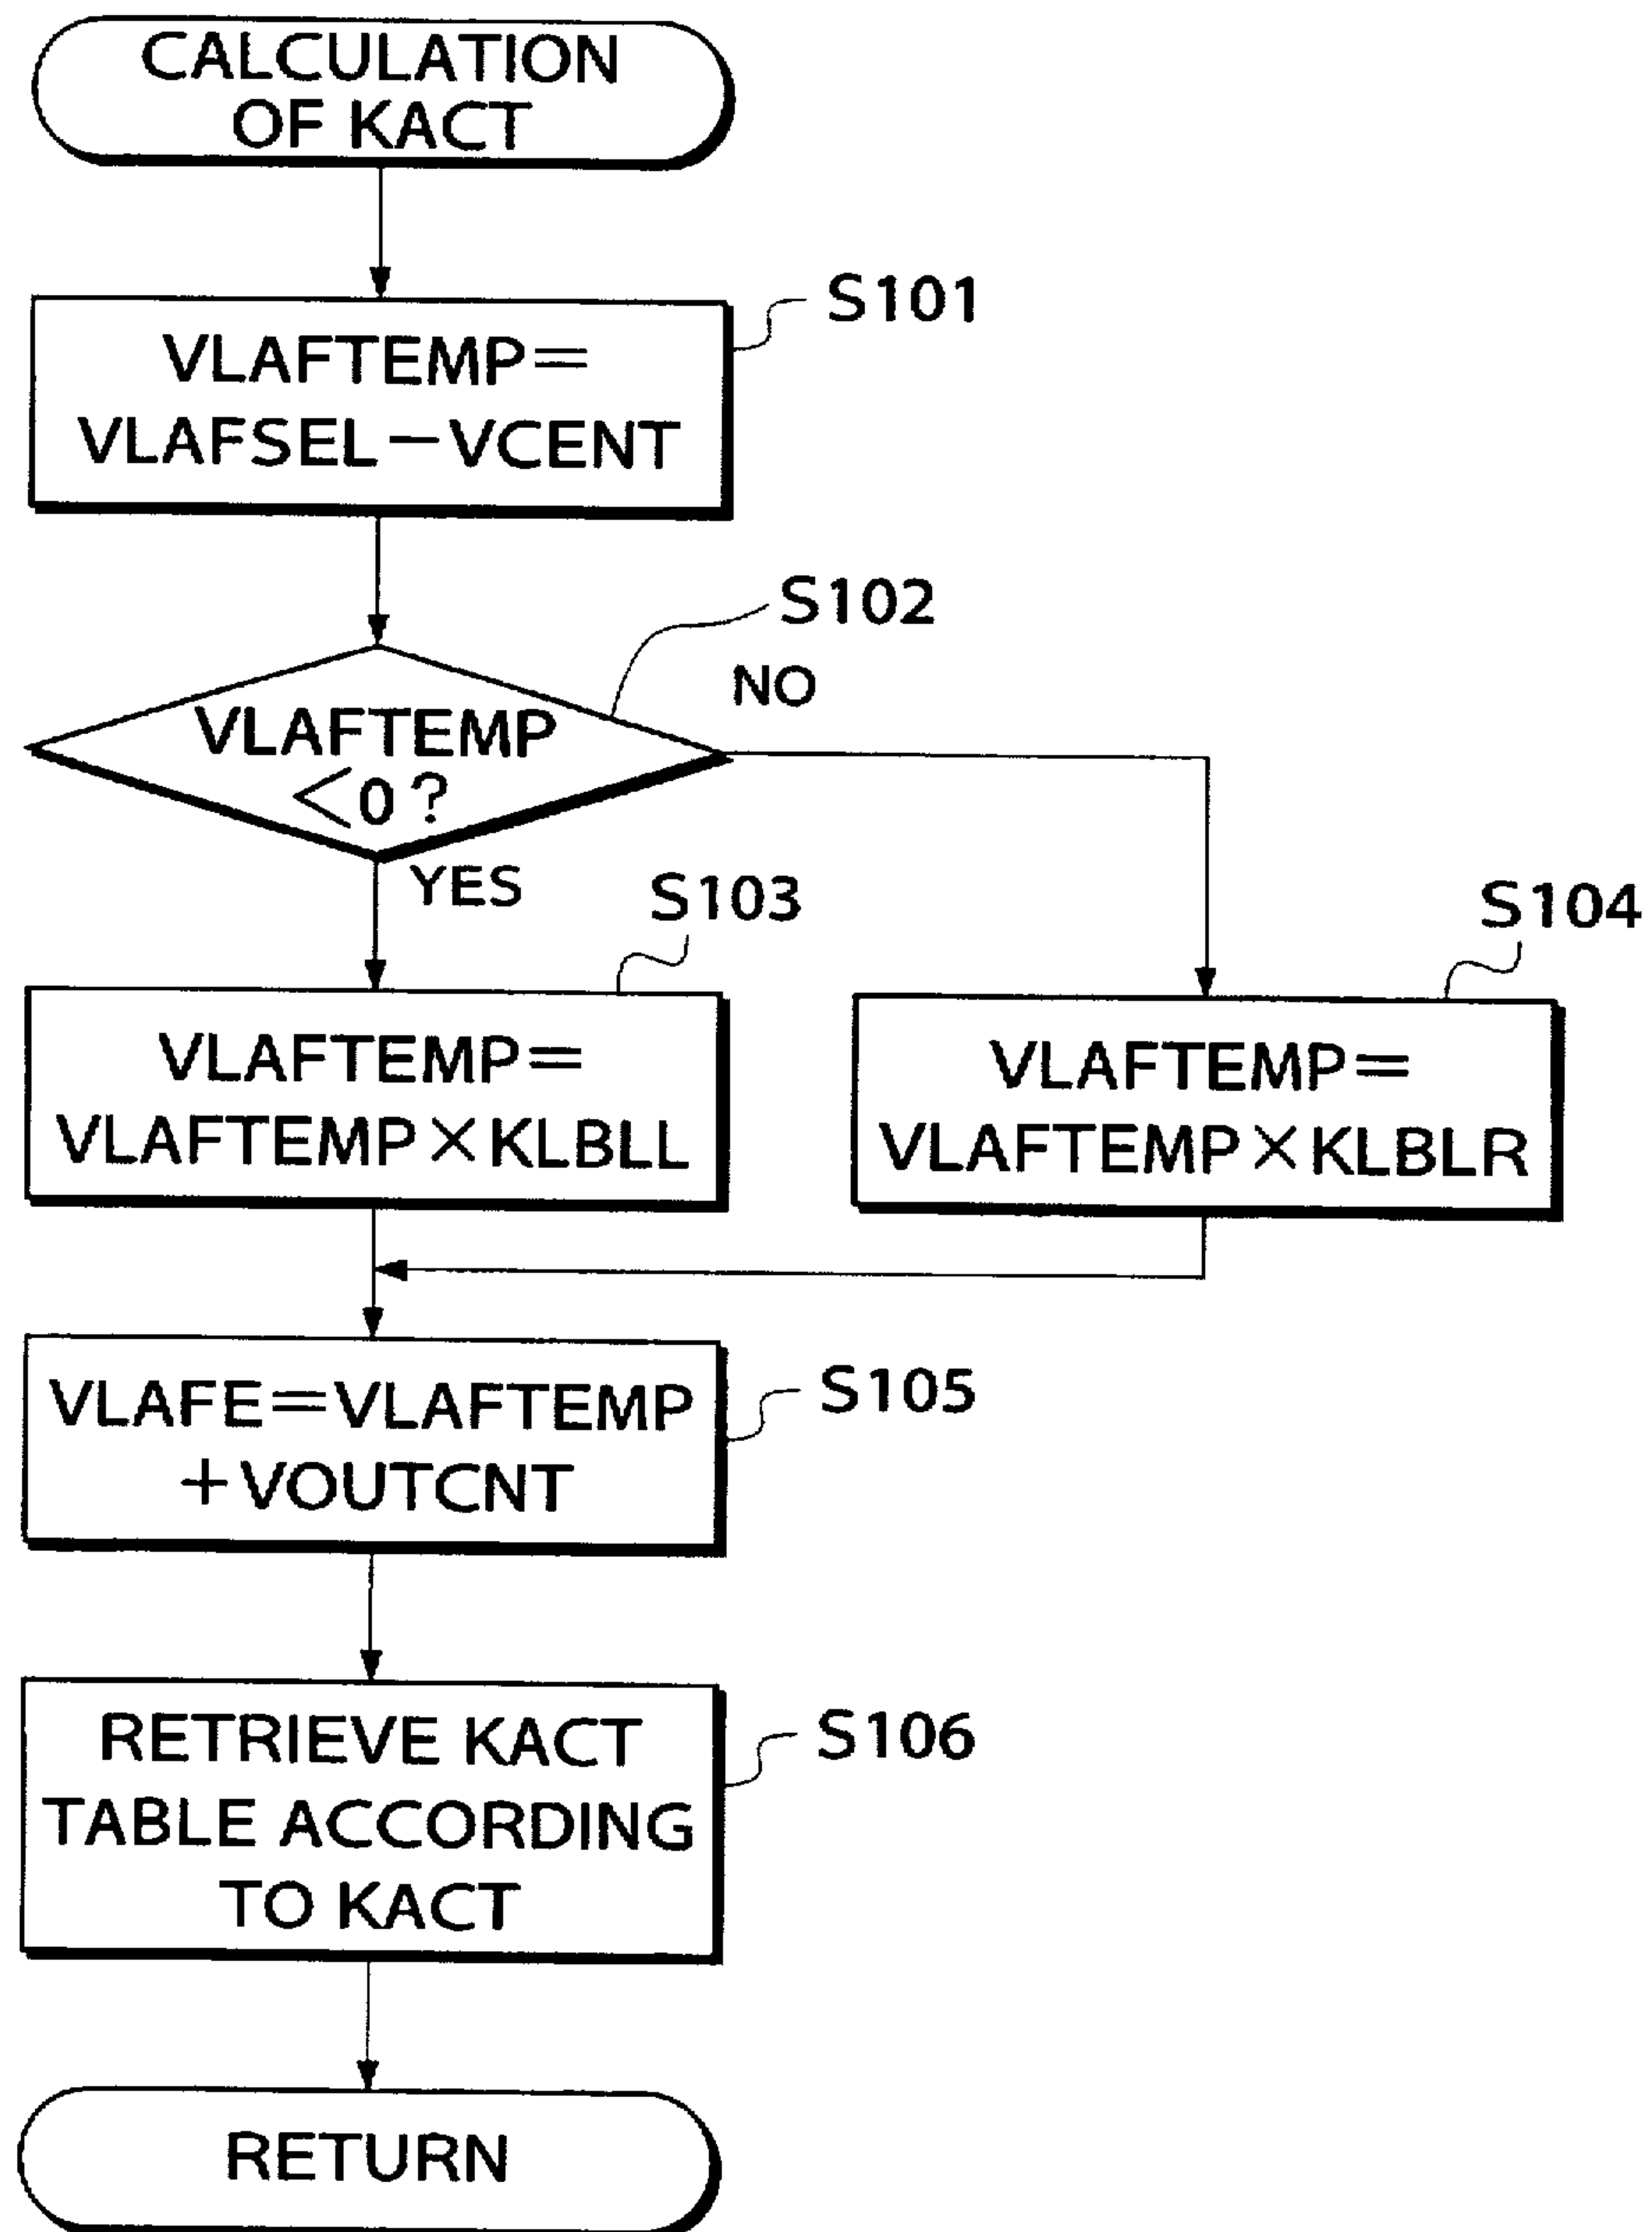 CALCULATION
OF KACT
S101
VLAFTEMP=
VLAFSEL－VCENT
S102
NO
VLAFTEMP
<0?
YES
S103
S104
VLAFTEMP=
VLAFTEMP×KLBLL
VLAFTEMP=
VLAFTEMP×KLBLR
S105
VLAFE=VLAFTEMP
+VOUTCNT
S106
RETRIEVE KACT
TABLE ACCORDING
TO KACT
RETURN